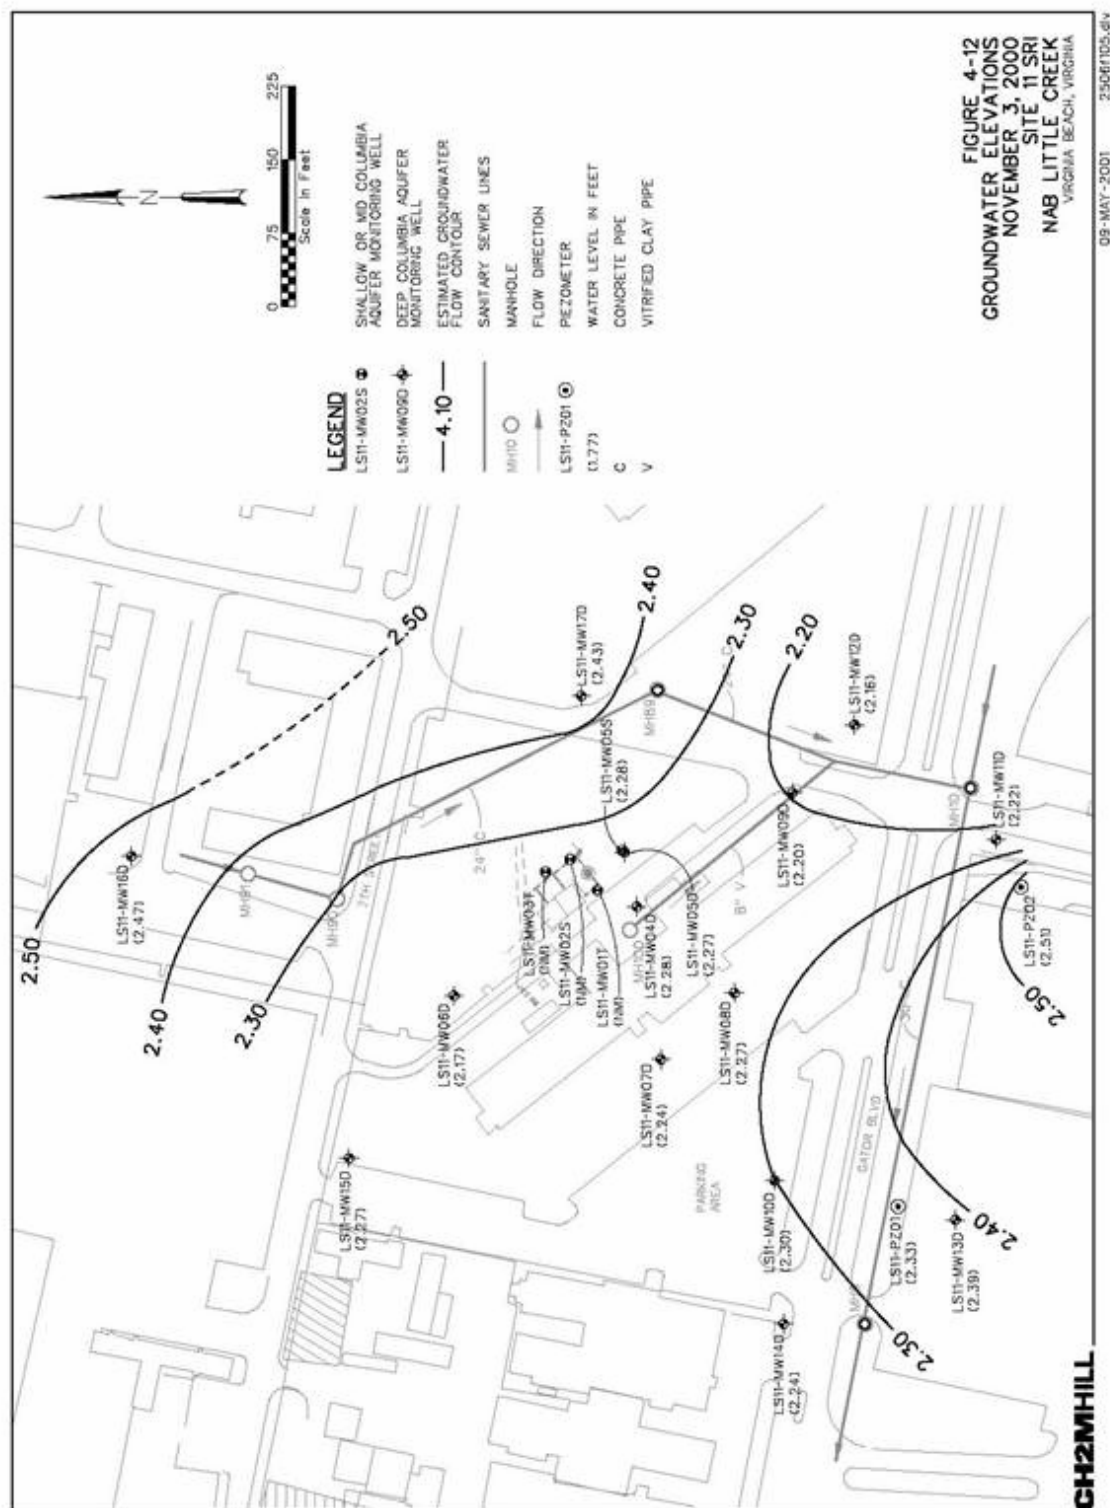 0 75 150 225
Scale in Feet
N
LEGEND
LS11-MW02S
SHALLOW OR MID COLUMBIA
AQUIFER MONITORING WELL
LS11-MW09D
DEEP COLUMBIA AQUIFER
MONITORING WELL
4.10
ESTIMATED GROUNDWATER
FLOW CONTOUR
SANITARY SEWER LINES
MH10
MANHOLE
FLOW DIRECTION
LS11-PZ01
PIEZOMETER
(1.77)
WATER LEVEL IN FEET
C
CONCRETE PIPE
V
VITRIFIED CLAY PIPE
2.50
2.50
2.40
2.40
2.30
2.30
2.20
LS11-MW16D
(2.47)
MH91
MH90
7TH STREET
24" C
LS11-MW17D
(2.43)
MH89
LS11-MW05S
(2.28)
LS11-MW03T
(NM)
LS11-MW02S
(NM)
LS11-MW01T
(NM)
MH100
LS11-MW04D
(2.28)
LS11-MW05D
(2.27)
8" V
LS11-MW06D
(2.17)
LS11-MW07D
(2.24)
LS11-MW08D
(2.27)
LS11-MW09D
(2.20)
LS11-MW12D
(2.16)
LS11-MW11D
(2.22)
MH10
LS11-MW15D
(2.27)
PARKING
AREA
LS11-MW10D
(2.30)
GATOR BLVD
LS11-PZ01
(2.33)
LS11-PZ02
(2.51)
LS11-MW13D
(2.39)
LS11-MW14D
(2.24)
2.30
2.40
2.50
FIGURE 4-12
GROUNDWATER ELEVATIONS
NOVEMBER 3, 2000
SITE 11 SRI
NAB LITTLE CREEK
VIRGINIA BEACH, VIRGINIA
CH2MHILL
09-MAY-2001